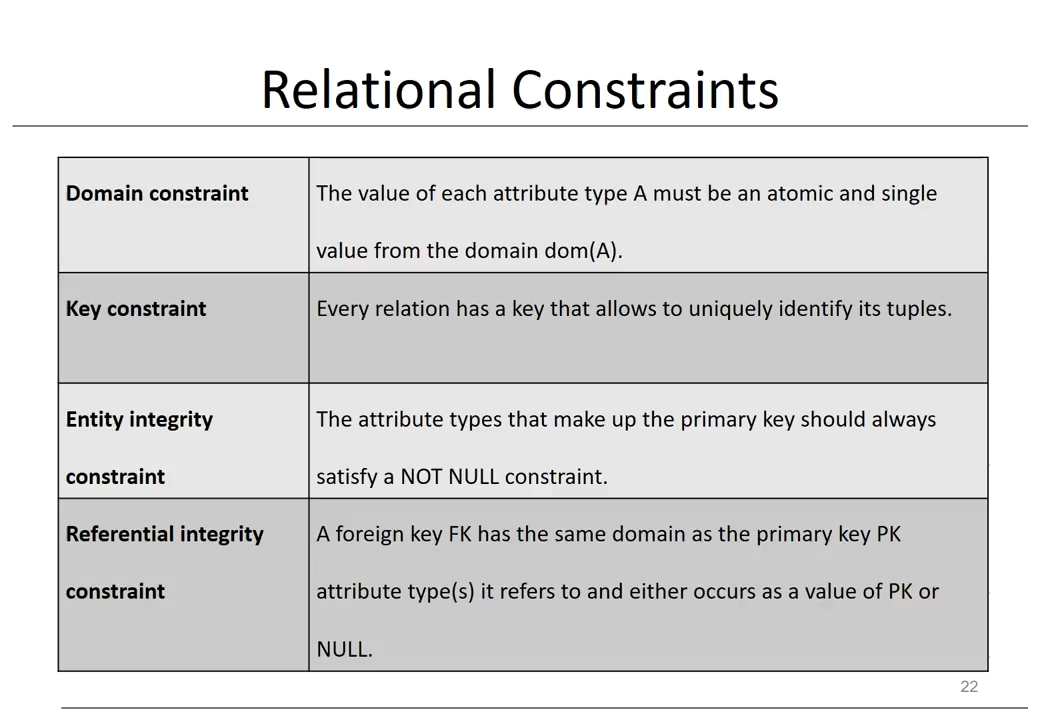 Relational Constraints
Domain constraint
The value of each attribute type A must be an atomic and single
value from the domain dom(A).
Key constraint
Every relation has a key that allows to uniquely identify its tuples.
Entity integrity
constraint
The attribute types that make up the primary key should always
satisfy a NOT NULL constraint.
Referential integrity
constraint
A foreign key FK has the same domain as the primary key PK
attribute type(s) it refers to and either occurs as a value of PK or
NULL.
22